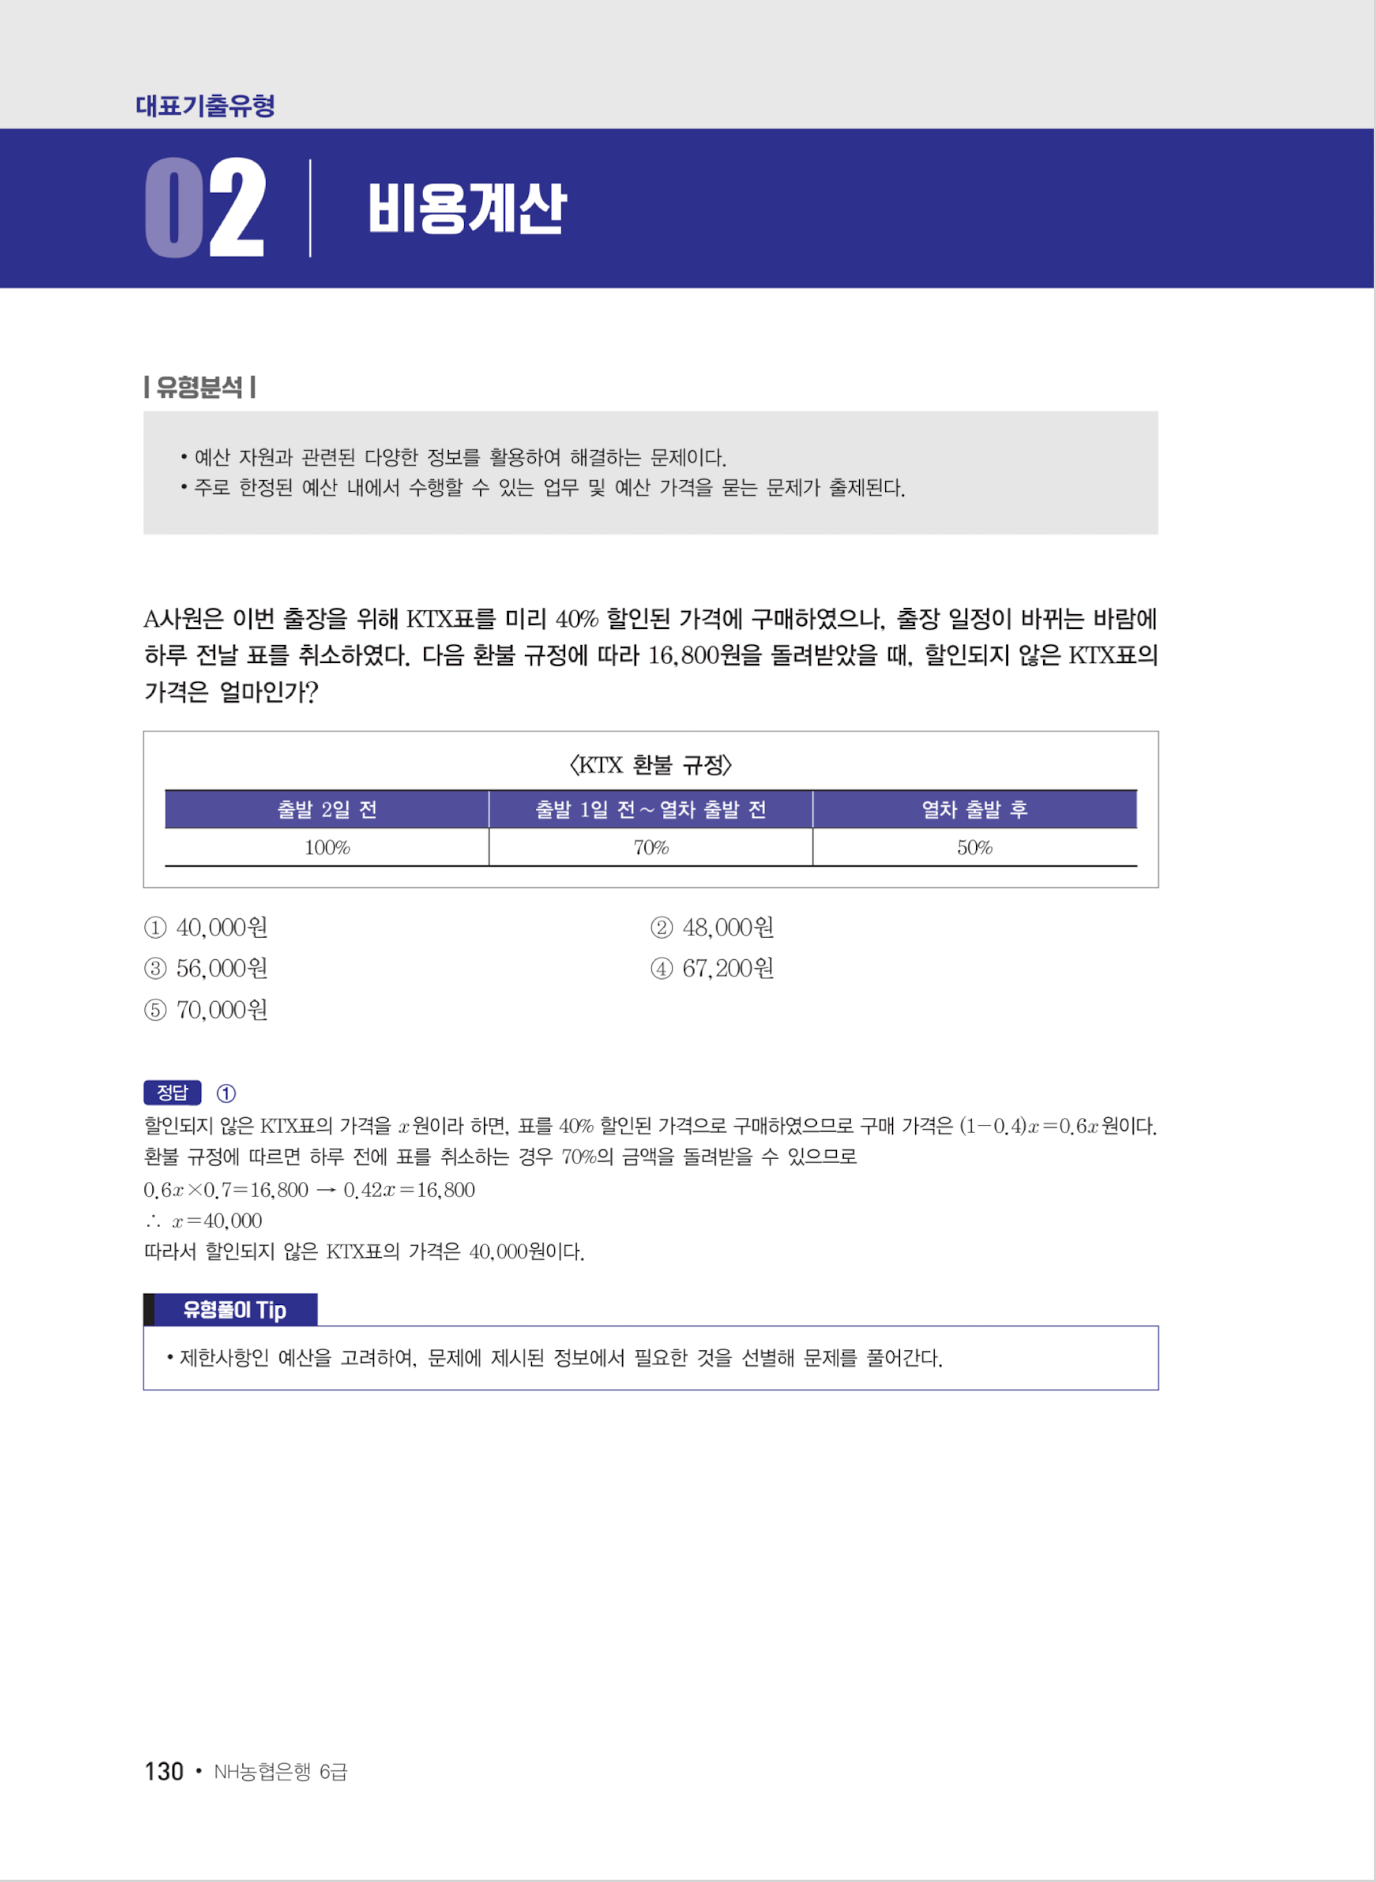 대표기출유형
02 비용계산
| 유형분석 |
• 예산 자원과 관련된 다양한 정보를 활용하여 해결하는 문제이다.
• 주로 한정된 예산 내에서 수행할 수 있는 업무 및 예산 가격을 묻는 문제가 출제된다.
A사원은 이번 출장을 위해 KTX표를 미리 40% 할인된 가격에 구매하였으나, 출장 일정이 바뀌는 바람에
하루 전날 표를 취소하였다. 다음 환불 규정에 따라 16,800원을 돌려받았을 때, 할인되지 않은 KTX표의
가격은 얼마인가?
〈KTX 환불 규정〉
출발 2일 전 출발 1일 전~열차 출발 전 열차 출발 후
100% 70% 50%
① 40,000원 ② 48,000원
③ 56,000원 ④ 67,200원
⑤ 70,000원
정답 ①
할인되지 않은 KTX표의 가격을 x원이라 하면, 표를 40% 할인된 가격으로 구매하였으므로 구매 가격은 (1-0.4)x=0.6x원이다.
환불 규정에 따르면 하루 전에 표를 취소하는 경우 70%의 금액을 돌려받을 수 있으므로
0.6x×0.7=16,800 → 0.42x=16,800
∴ x=40,000
따라서 할인되지 않은 KTX표의 가격은 40,000원이다.
유형풀이 Tip
• 제한사항인 예산을 고려하여, 문제에 제시된 정보에서 필요한 것을 선별해 문제를 풀어간다.
130 • NH농협은행 6급